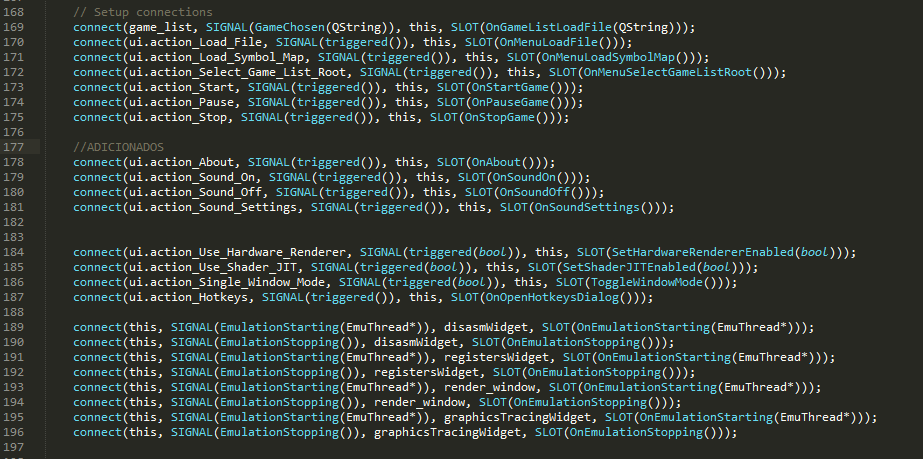 168 // Setup connections
169 connect(game_list, SIGNAL(GameChosen(QString)), this, SLOT(OnGameListLoadFile(QString)));
170 connect(ui.action_Load_File, SIGNAL(triggered()), this, SLOT(OnMenuLoadFile()));
171 connect(ui.action_Load_Symbol_Map, SIGNAL(triggered()), this, SLOT(OnMenuLoadSymbolMap()));
172 connect(ui.action_Select_Game_List_Root, SIGNAL(triggered()), this, SLOT(OnMenuSelectGameListRoot()));
173 connect(ui.action_Start, SIGNAL(triggered()), this, SLOT(OnStartGame()));
174 connect(ui.action_Pause, SIGNAL(triggered()), this, SLOT(OnPauseGame()));
175 connect(ui.action_Stop, SIGNAL(triggered()), this, SLOT(OnStopGame()));
176
177 //ADICIONADOS
178 connect(ui.action_About, SIGNAL(triggered()), this, SLOT(OnAbout()));
179 connect(ui.action_Sound_On, SIGNAL(triggered()), this, SLOT(OnSoundOn()));
180 connect(ui.action_Sound_Off, SIGNAL(triggered()), this, SLOT(OnSoundOff()));
181 connect(ui.action_Sound_Settings, SIGNAL(triggered()), this, SLOT(OnSoundSettings()));
182
183
184 connect(ui.action_Use_Hardware_Renderer, SIGNAL(triggered(bool)), this, SLOT(SetHardwareRendererEnabled(bool)));
185 connect(ui.action_Use_Shader_JIT, SIGNAL(triggered(bool)), this, SLOT(SetShaderJITEnabled(bool)));
186 connect(ui.action_Single_Window_Mode, SIGNAL(triggered(bool)), this, SLOT(ToggleWindowMode()));
187 connect(ui.action_Hotkeys, SIGNAL(triggered()), this, SLOT(OnOpenHotkeysDialog()));
188
189 connect(this, SIGNAL(EmulationStarting(EmuThread*)), disasmWidget, SLOT(OnEmulationStarting(EmuThread*)));
190 connect(this, SIGNAL(EmulationStopping()), disasmWidget, SLOT(OnEmulationStopping()));
191 connect(this, SIGNAL(EmulationStarting(EmuThread*)), registersWidget, SLOT(OnEmulationStarting(EmuThread*)));
192 connect(this, SIGNAL(EmulationStopping()), registersWidget, SLOT(OnEmulationStopping()));
193 connect(this, SIGNAL(EmulationStarting(EmuThread*)), render_window, SLOT(OnEmulationStarting(EmuThread*)));
194 connect(this, SIGNAL(EmulationStopping()), render_window, SLOT(OnEmulationStopping()));
195 connect(this, SIGNAL(EmulationStarting(EmuThread*)), graphicsTracingWidget, SLOT(OnEmulationStarting(EmuThread*)));
196 connect(this, SIGNAL(EmulationStopping()), graphicsTracingWidget, SLOT(OnEmulationStopping()));
197